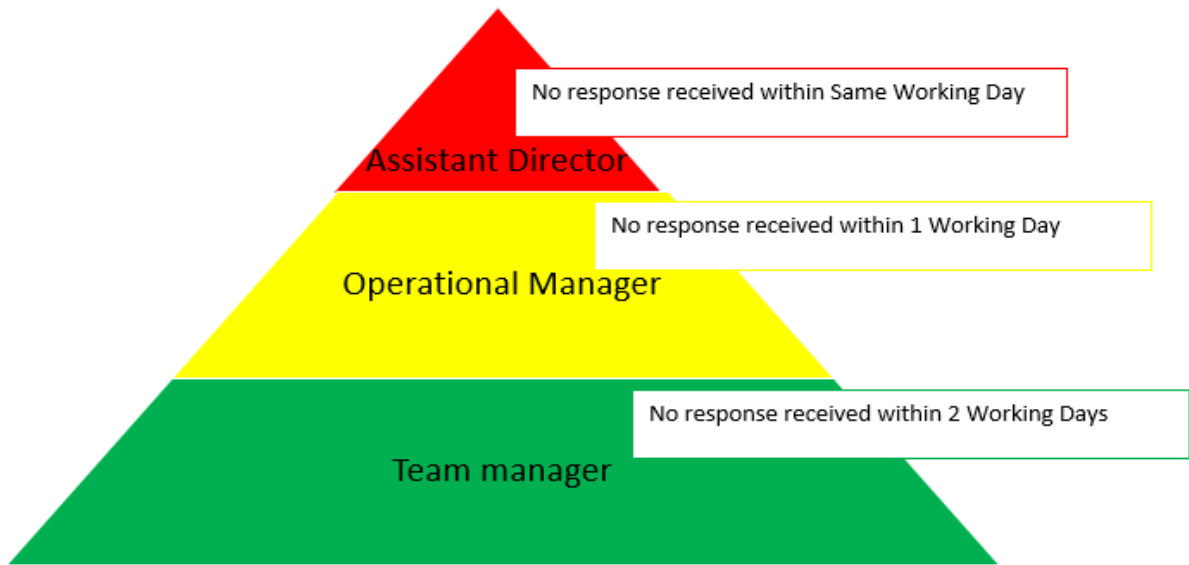 No response received within Same Working Day
Assistant Director
No response received within 1 Working Day
Operational Manager
No response received within 2 Working Days
Team manager